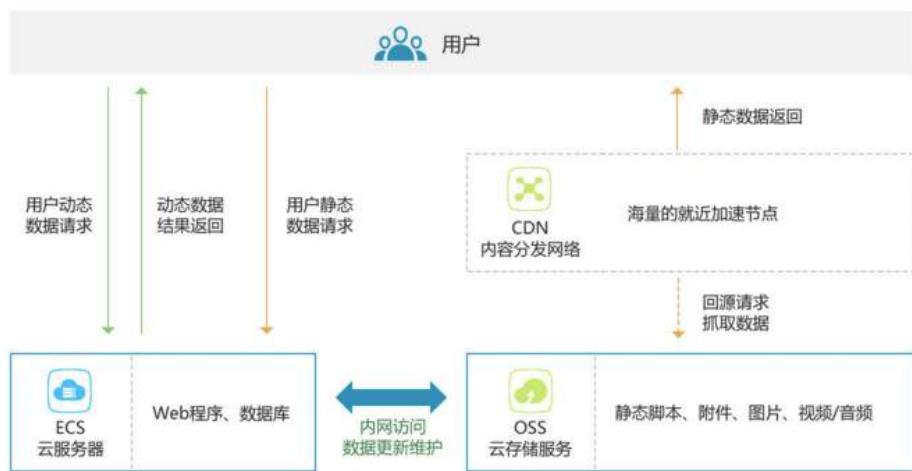 用户
静态数据返回
用户动态
数据请求
动态数据
结果返回
用户静态
数据请求
CDN
内容分发网络
海量的就近加速节点
回源请求
抓取数据
ECS
云服务器
Web程序、数据库
内网访问
数据更新维护
OSS
云存储服务
静态脚本、附件、图片、视频/音频